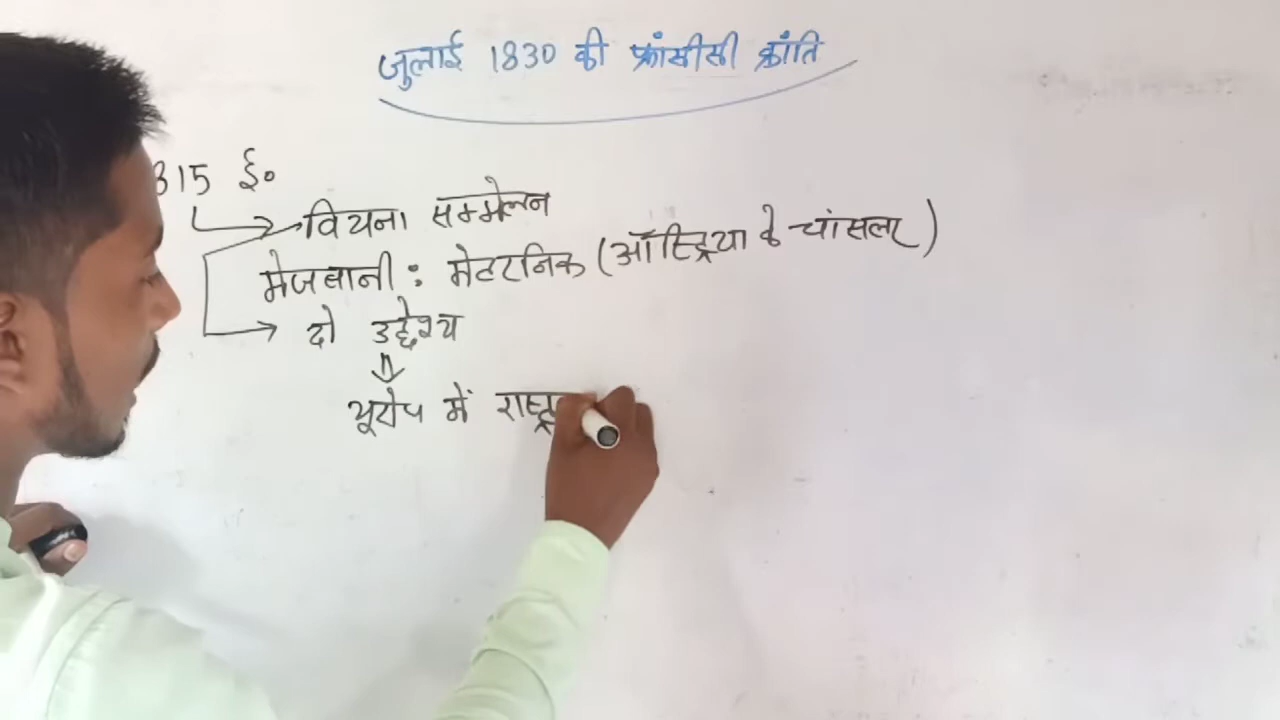 जुलाई 1830 की फ्रांसीसी क्रांति
315 ई०
वियना सम्मेलन
मेजबानी : मेटरनिक (ऑस्ट्रिया के चांसलर)
दो उद्देश्य
यूरोप में राष्ट्र